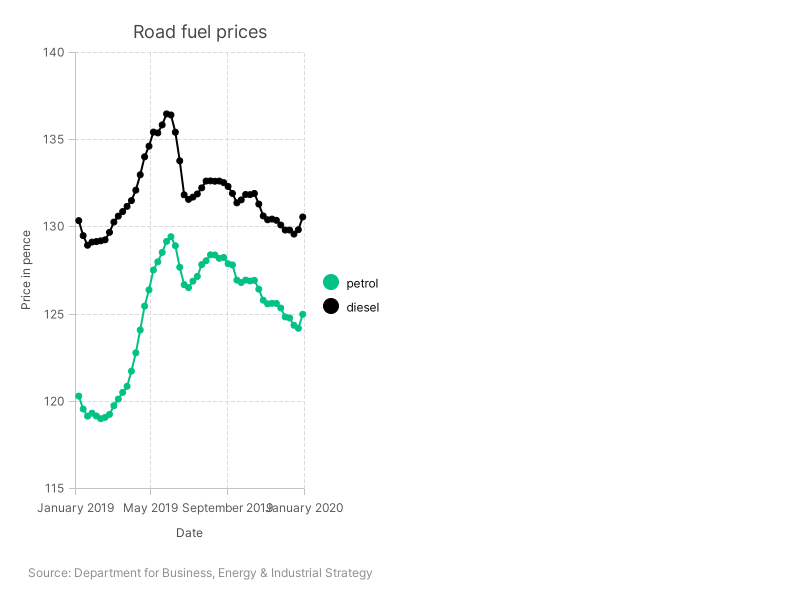 Road fuel prices
140
135
130
125
120
115
Price in pence
petrol
diesel
January 2019 May 2019 September 2019 January 2020
Date
Source: Department for Business, Energy & Industrial Strategy